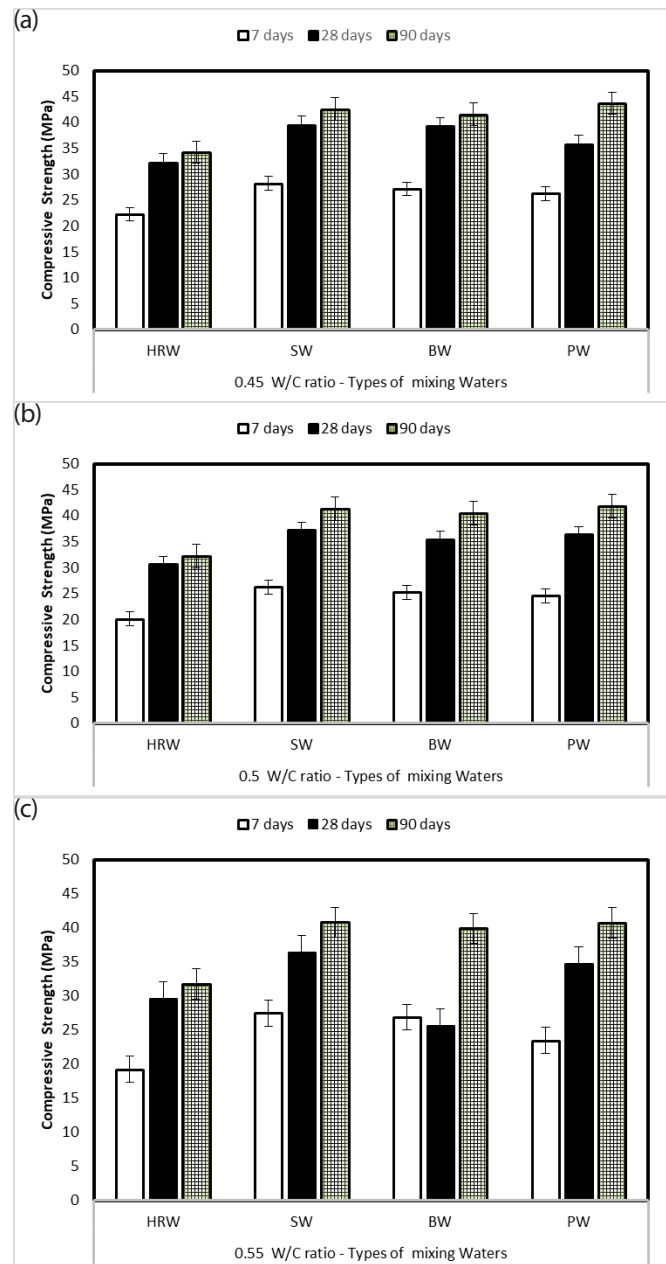 (a)
7 days 28 days 90 days
Compressive Strength (MPa)
50
45
40
35
30
25
20
15
10
5
0
HRW SW BW PW
0.45 W/C ratio - Types of mixing Waters
(b)
7 days 28 days 90 days
Compressive Strength (MPa)
50
45
40
35
30
25
20
15
10
5
0
HRW SW BW PW
0.5 W/C ratio - Types of mixing Waters
(c)
7 days 28 days 90 days
Compressive Strength (MPa)
50
45
40
35
30
25
20
15
10
5
0
HRW SW BW PW
0.55 W/C ratio - Types of mixing Waters